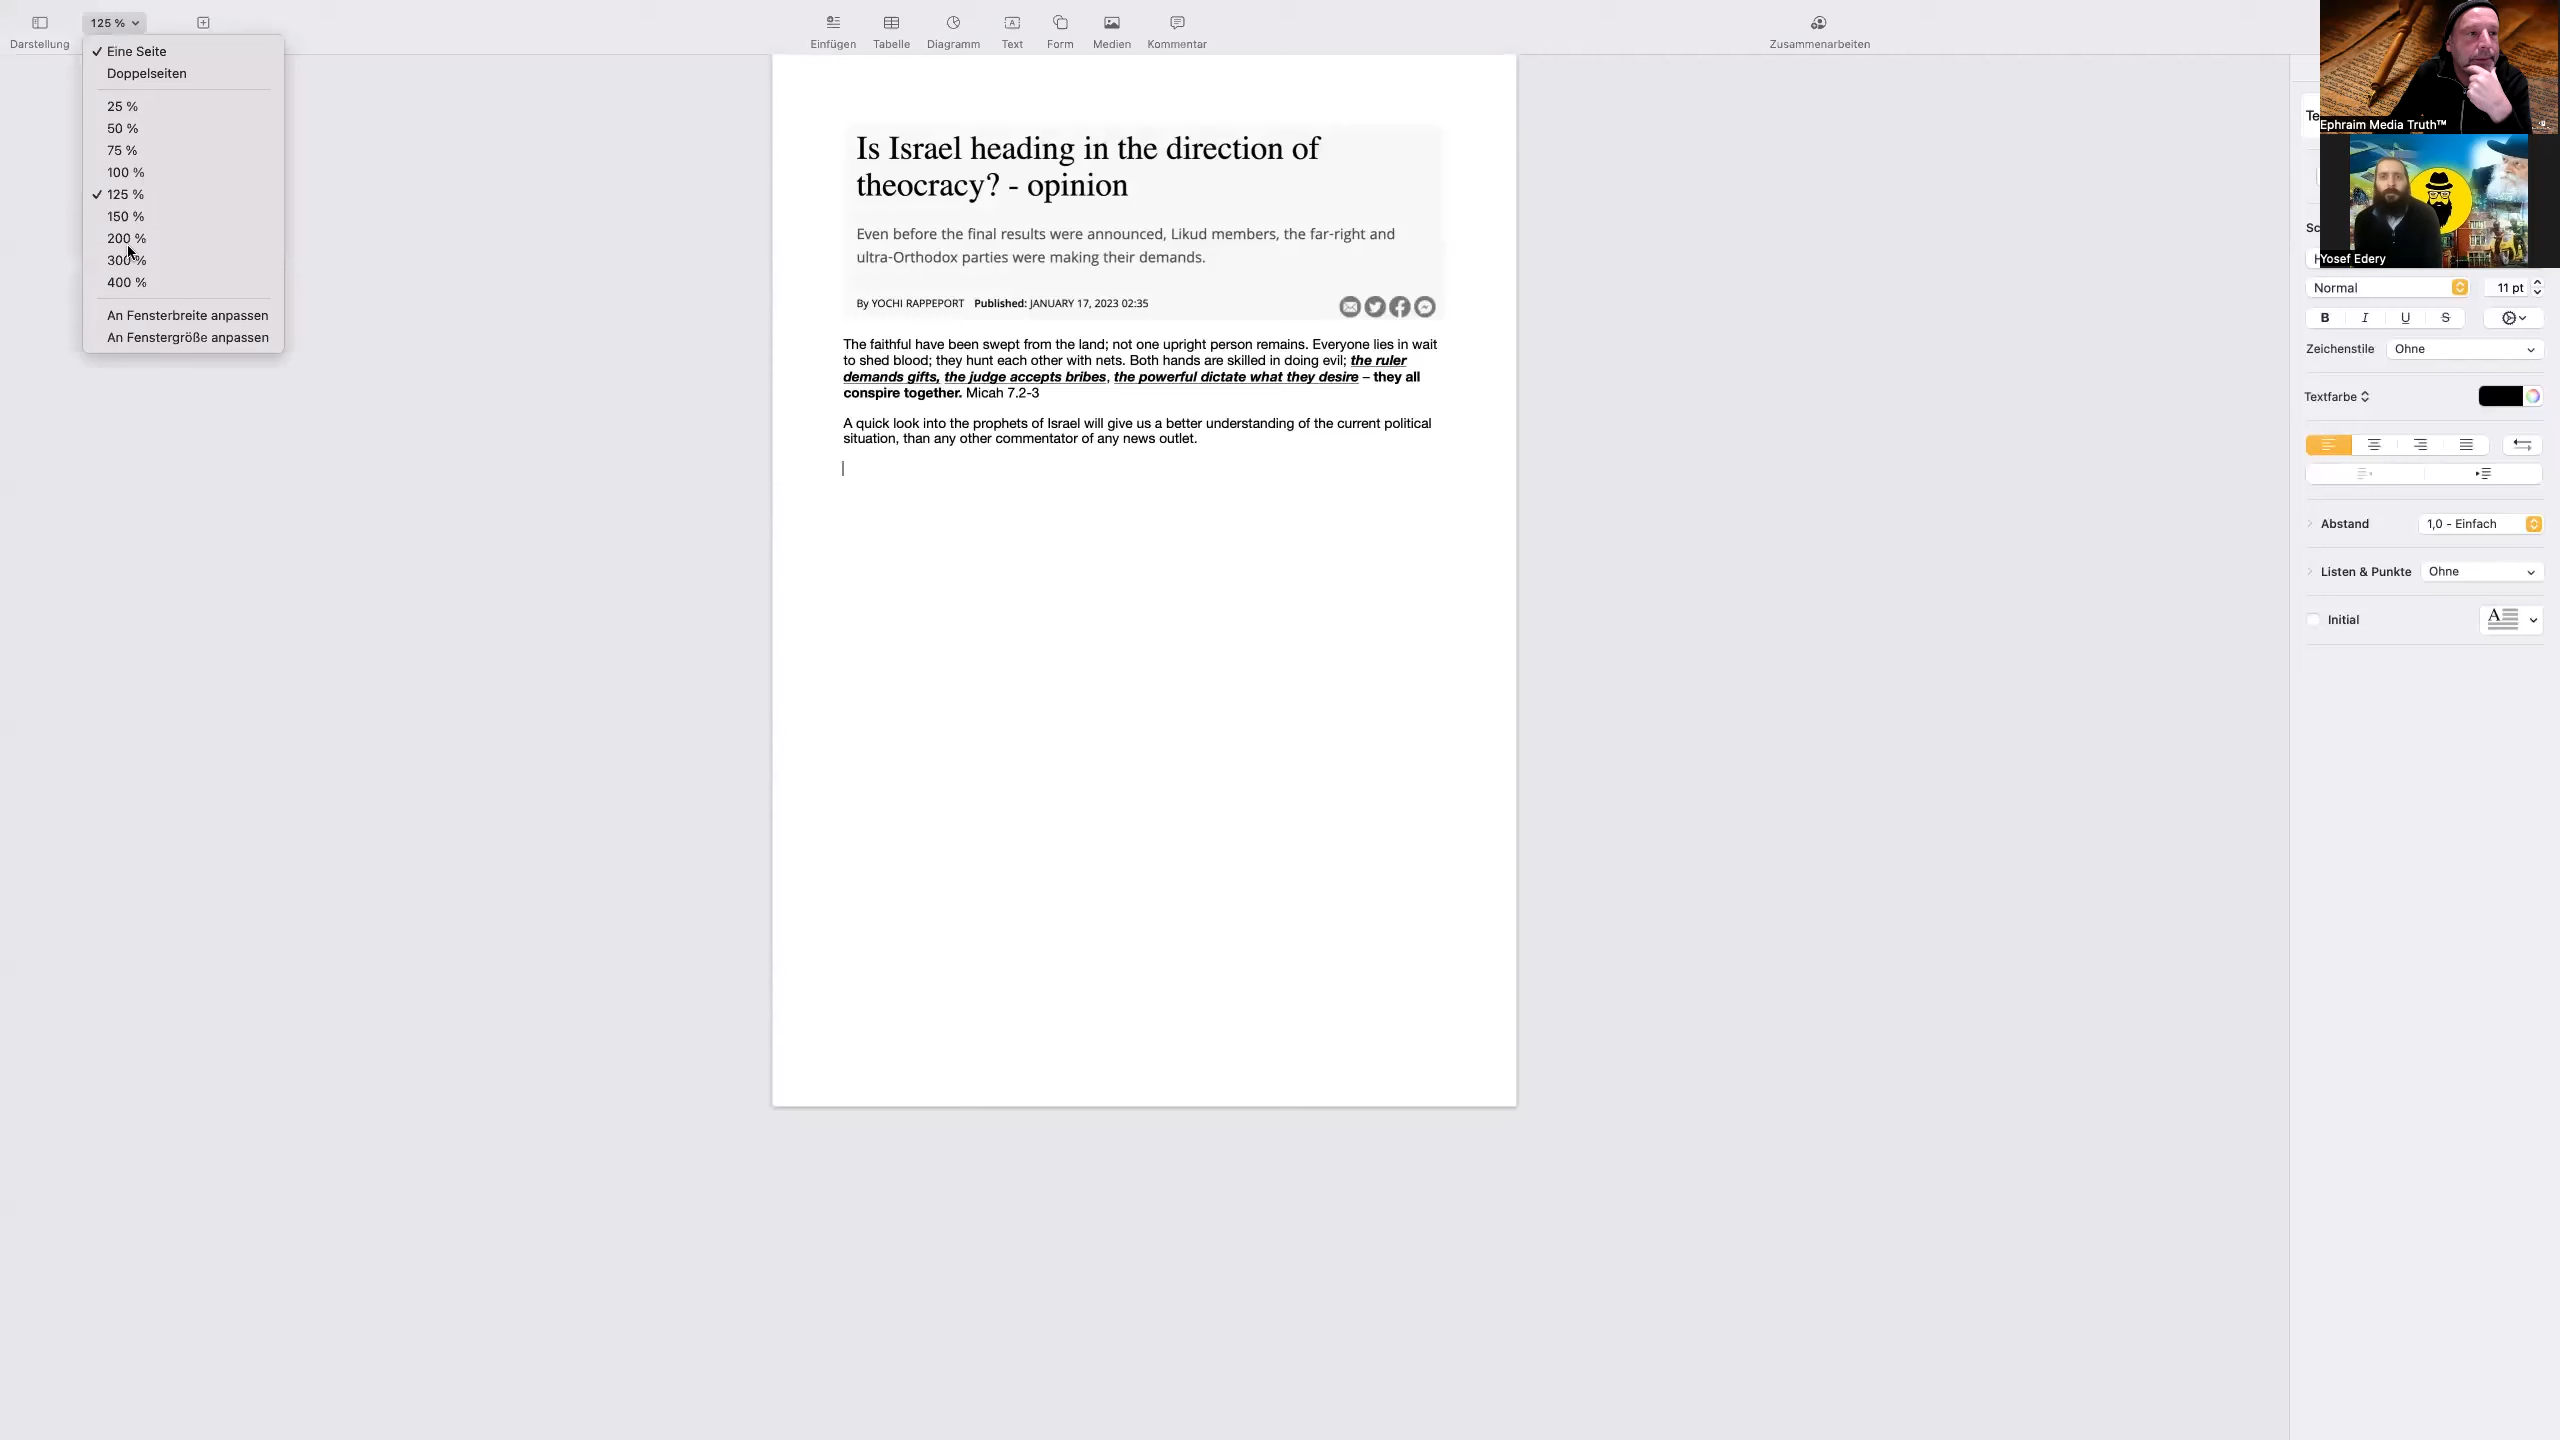 125 %
Darstellung
Einfügen
Tabelle
Diagramm
Text
Form
Medien
Kommentar
Zusammenarbeiten
✓ Eine Seite
Doppelseiten
25 %
50 %
75 %
100 %
✓ 125 %
150 %
200 %
300 %
400 %
An Fensterbreite anpassen
An Fenstergröße anpassen
Is Israel heading in the direction of
theocracy? - opinion
Even before the final results were announced, Likud members, the far-right and
ultra-Orthodox parties were making their demands.
By YOCHI RAPPEPORT Published: JANUARY 17, 2023 02:35
The faithful have been swept from the land; not one upright person remains. Everyone lies in wait
to shed blood; they hunt each other with nets. Both hands are skilled in doing evil; the ruler
demands gifts, the judge accepts bribes, the powerful dictate what they desire – they all
conspire together. Micah 7.2-3
A quick look into the prophets of Israel will give us a better understanding of the current political
situation, than any other commentator of any news outlet.
Ephraim Media Truth™
Yosef Edery
Te
Sc
H
Normal
11 pt
B I U S
Zeichenstile
Ohne
Textfarbe
Abstand
1,0 - Einfach
Listen & Punkte
Ohne
Initial
A